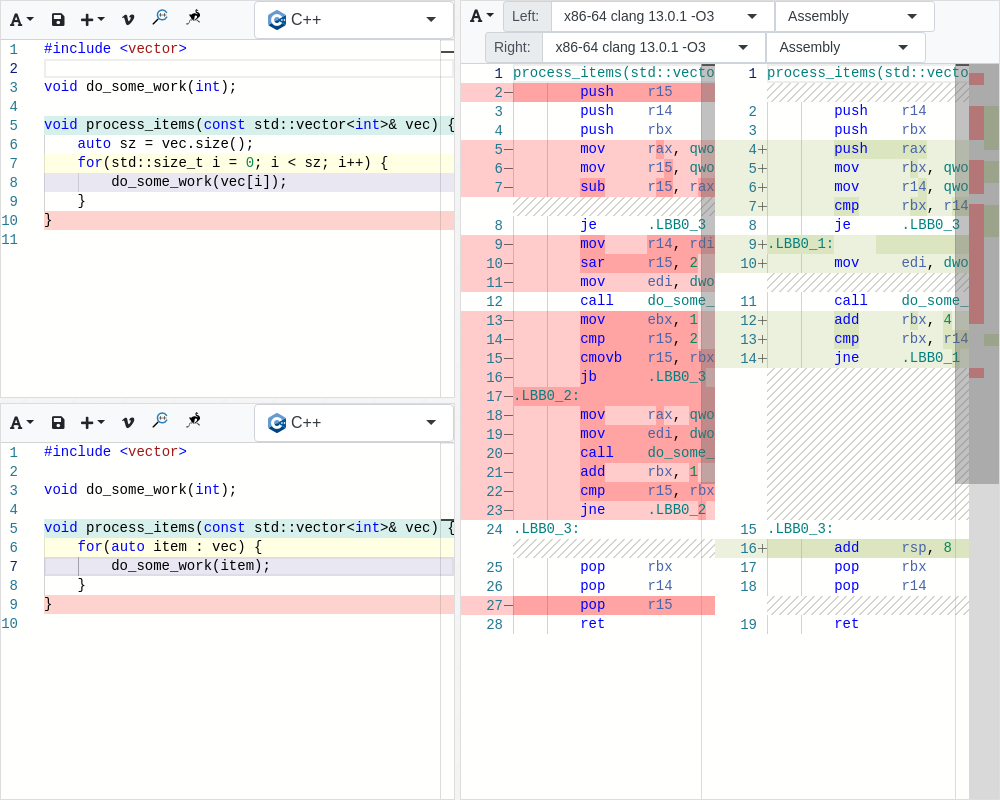 A C++
1 #include <vector>
2
3 void do_some_work(int);
4
5 void process_items(const std::vector<int>& vec) {
6 auto sz = vec.size();
7 for(std::size_t i = 0; i < sz; i++) {
8 do_some_work(vec[i]);
9 }
10 }
11
A C++
1 #include <vector>
2
3 void do_some_work(int);
4
5 void process_items(const std::vector<int>& vec) {
6 for(auto item : vec) {
7 do_some_work(item);
8 }
9 }
10
A Left: x86-64 clang 13.0.1 -O3 Assembly
Right: x86-64 clang 13.0.1 -O3 Assembly
1 process_items(std::vecto
2− push r15
3 push r14
4 push rbx
5− mov rax, qwo
6− mov r15, qwo
7− sub r15, rax
8 je .LBB0_3
9− mov r14, rdi
10− sar r15, 2
11− mov edi, dwo
12 call do_some_
13− mov ebx, 1
14− cmp r15, 2
15− cmovb r15, rbx
16− jb .LBB0_3
17− .LBB0_2:
18− mov rax, qwo
19− mov edi, dwo
20− call do_some_
21− add rbx, 1
22− cmp r15, rbx
23− jne .LBB0_2
24 .LBB0_3:
25 pop rbx
26 pop r14
27− pop r15
28 ret
1 process_items(std::vecto
2 push r14
3 push rbx
4+ push rax
5+ mov rbx, qwo
6+ mov r14, qwo
7+ cmp rbx, r14
8 je .LBB0_3
9+ .LBB0_1:
10+ mov edi, dwo
11 call do_some_
12+ add rbx, 4
13+ cmp rbx, r14
14+ jne .LBB0_1
15 .LBB0_3:
16+ add rsp, 8
17 pop rbx
18 pop r14
19 ret